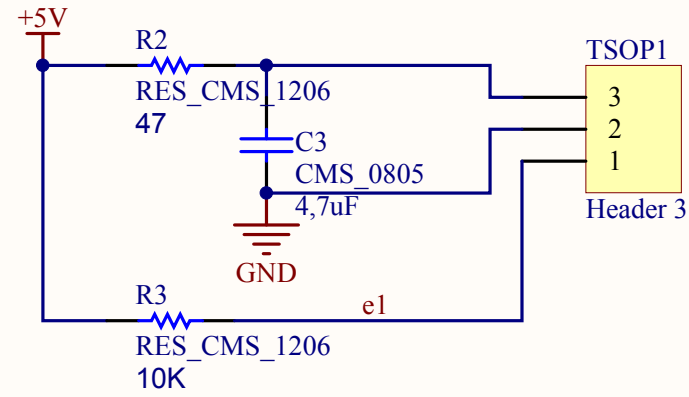 +5V
R2
RES_CMS_1206
47
TSOP1
3
2
1
Header 3
C3
CMS_0805
4,7uF
GND
R3
e1
RES_CMS_1206
10K